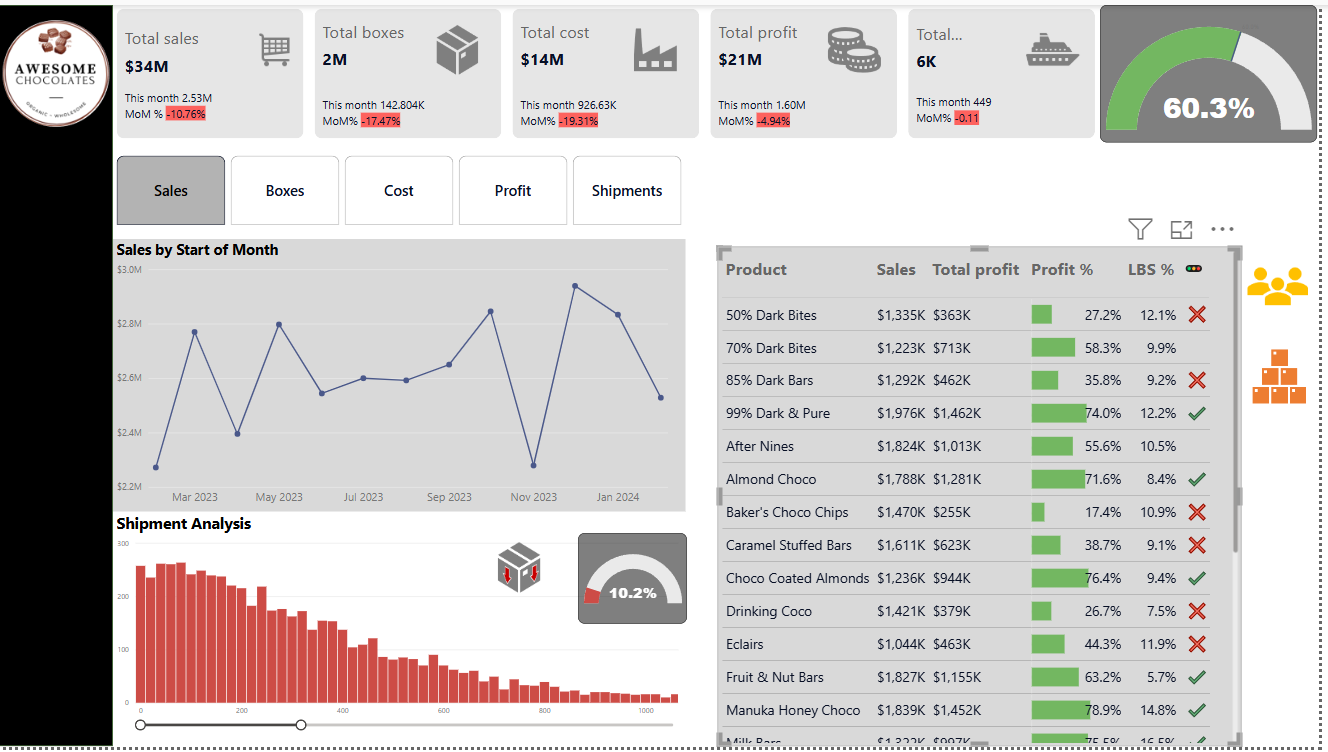 AWESOME
CHOCOLATES
ORGANIC - WHOLESOME
Total sales
$34M
This month 2.53M
MoM % -10.76%
Total boxes
2M
This month 142.804K
MoM% -17.47%
Total cost
$14M
This month 926.63K
MoM% -19.31%
Total profit
$21M
This month 1.60M
MoM% -4.94%
Total...
6K
This month 449
MoM% -0.11
60.3%
Sales
Boxes
Cost
Profit
Shipments
Sales by Start of Month
$3.0M
$2.8M
$2.6M
$2.4M
$2.2M
Mar 2023 May 2023 Jul 2023 Sep 2023 Nov 2023 Jan 2024
Shipment Analysis
300
200
100
0
0 200 400 600 800 1000
10.2%
Product Sales Total profit Profit % LBS %
50% Dark Bites $1,335K $363K 27.2% 12.1%
70% Dark Bites $1,223K $713K 58.3% 9.9%
85% Dark Bars $1,292K $462K 35.8% 9.2%
99% Dark & Pure $1,976K $1,462K 74.0% 12.2%
After Nines $1,824K $1,013K 55.6% 10.5%
Almond Choco $1,788K $1,281K 71.6% 8.4%
Baker's Choco Chips $1,470K $255K 17.4% 10.9%
Caramel Stuffed Bars $1,611K $623K 38.7% 9.1%
Choco Coated Almonds $1,236K $944K 76.4% 9.4%
Drinking Coco $1,421K $379K 26.7% 7.5%
Eclairs $1,044K $463K 44.3% 11.9%
Fruit & Nut Bars $1,827K $1,155K 63.2% 5.7%
Manuka Honey Choco $1,839K $1,452K 78.9% 14.8%
Milk Bars $1,322K $997K 75.5% 16.5%